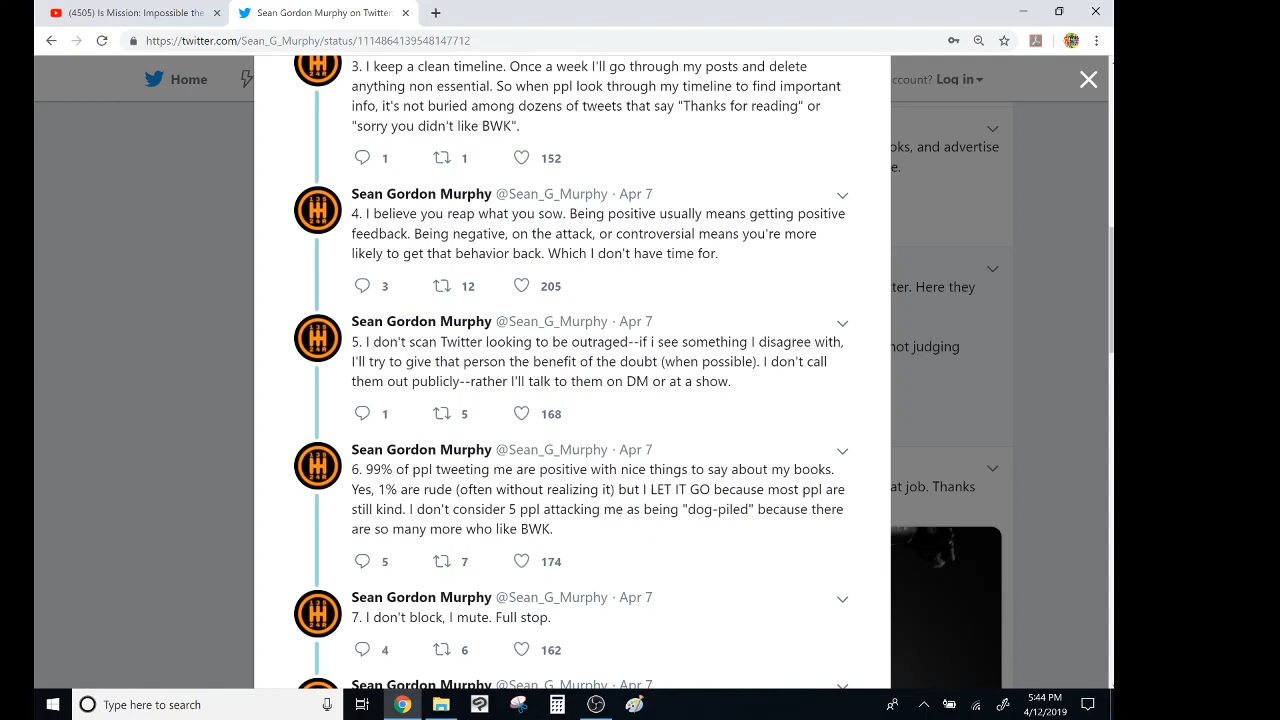 (4505) Is Mission: Impossible the
Sean Gordon Murphy on Twitter:
https://twitter.com/Sean_G_Murphy/status/1114864139548147712
Home
account? Log in
3. I keep a clean timeline. Once a week I'll go through my posts and delete
anything non essential. So when ppl look through my timeline to find important
info, it's not buried among dozens of tweets that say "Thanks for reading" or
"sorry you didn't like BWK".
1 1 152
oks, and advertise
e.
Sean Gordon Murphy @Sean_G_Murphy · Apr 7
4. I believe you reap what you sow. Being positive usually means getting positive
feedback. Being negative, on the attack, or controversial means you're more
likely to get that behavior back. Which I don't have time for.
3 12 205
tter. Here they
Sean Gordon Murphy @Sean_G_Murphy · Apr 7
5. I don't scan Twitter looking to be outraged--if i see something I disagree with,
I'll try to give that person the benefit of the doubt (when possible). I don't call
them out publicly--rather I'll talk to them on DM or at a show.
1 5 168
not judging
Sean Gordon Murphy @Sean_G_Murphy · Apr 7
6. 99% of ppl tweeting me are positive with nice things to say about my books.
Yes, 1% are rude (often without realizing it) but I LET IT GO because most ppl are
still kind. I don't consider 5 ppl attacking me as being "dog-piled" because there
are so many more who like BWK.
5 7 174
at job. Thanks
Sean Gordon Murphy @Sean_G_Murphy · Apr 7
7. I don't block, I mute. Full stop.
4 6 162
Sean Gordon Murphy @Sean_G_Murphy · Apr 7
Type here to search
5:44 PM
4/12/2019